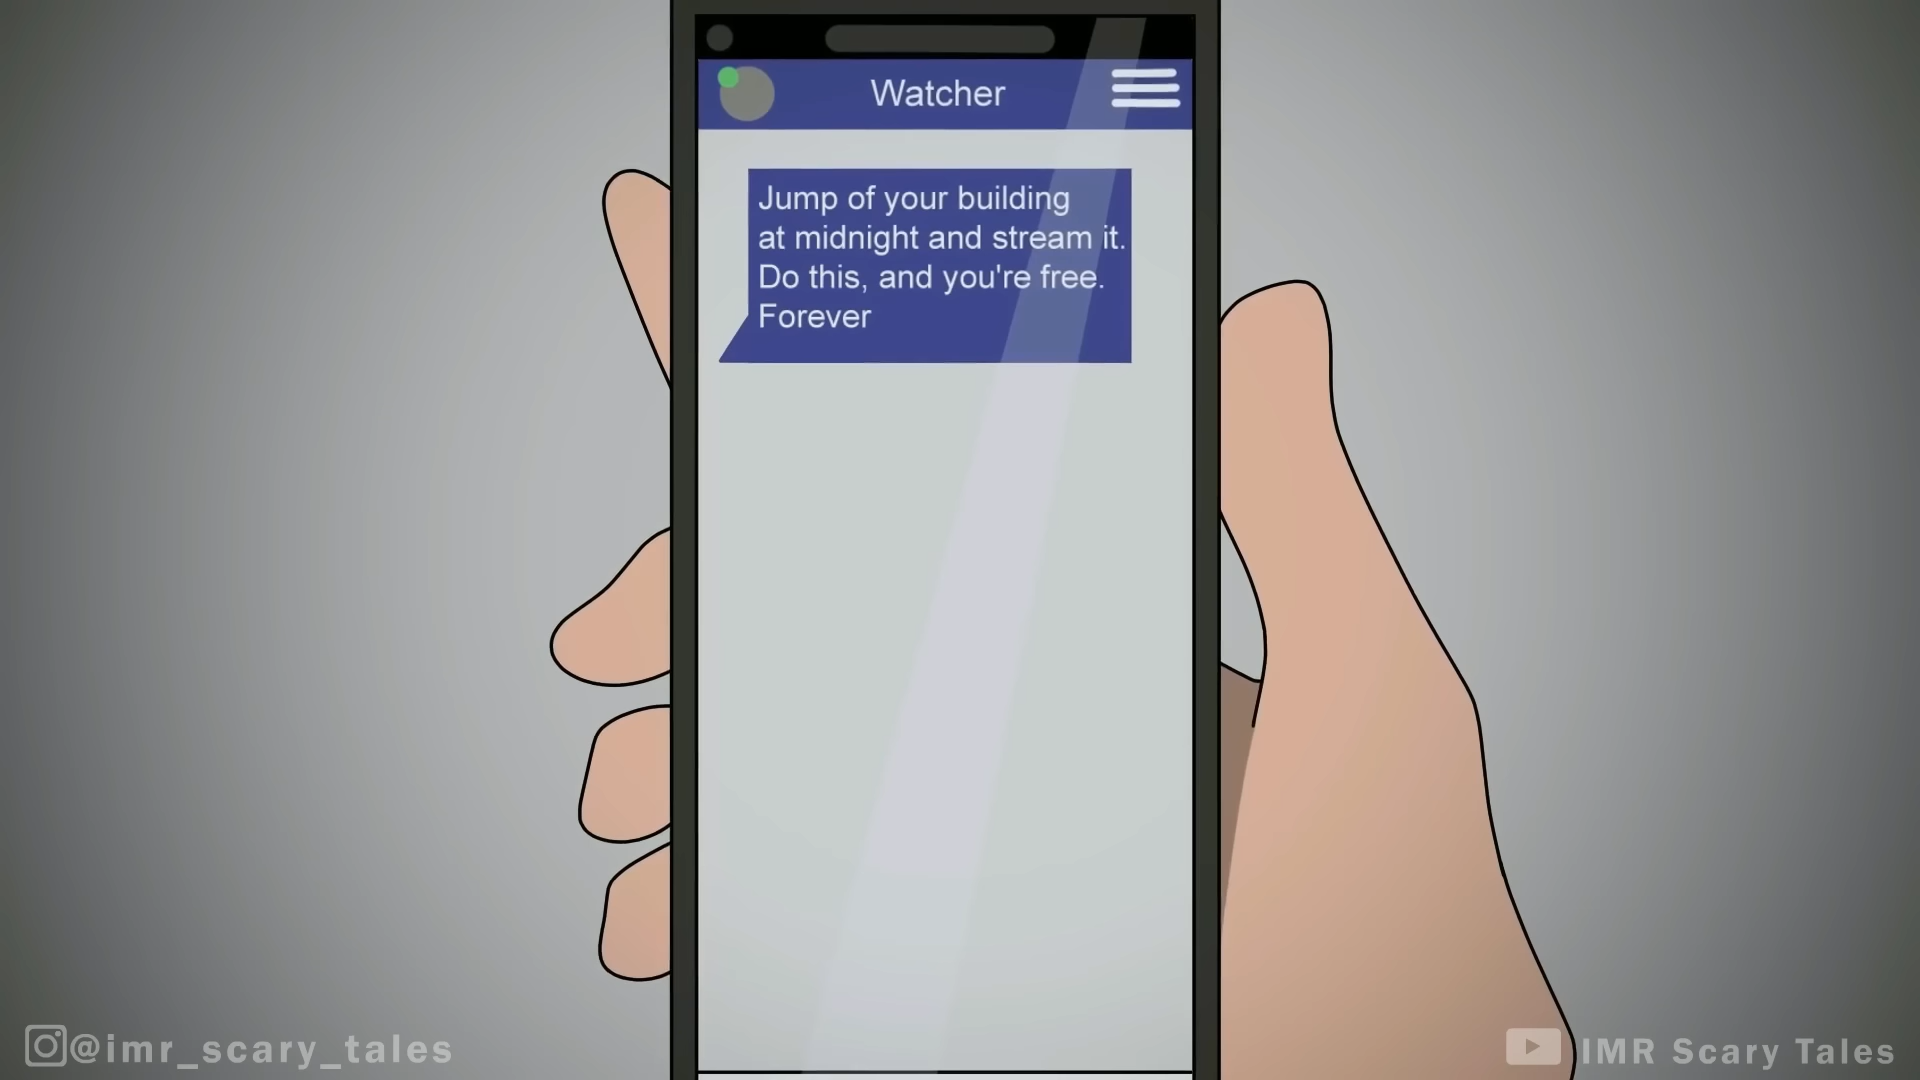 Watcher
Jump of your building
at midnight and stream it.
Do this, and you're free.
Forever
@imr_scary_tales
IMR Scary Tales